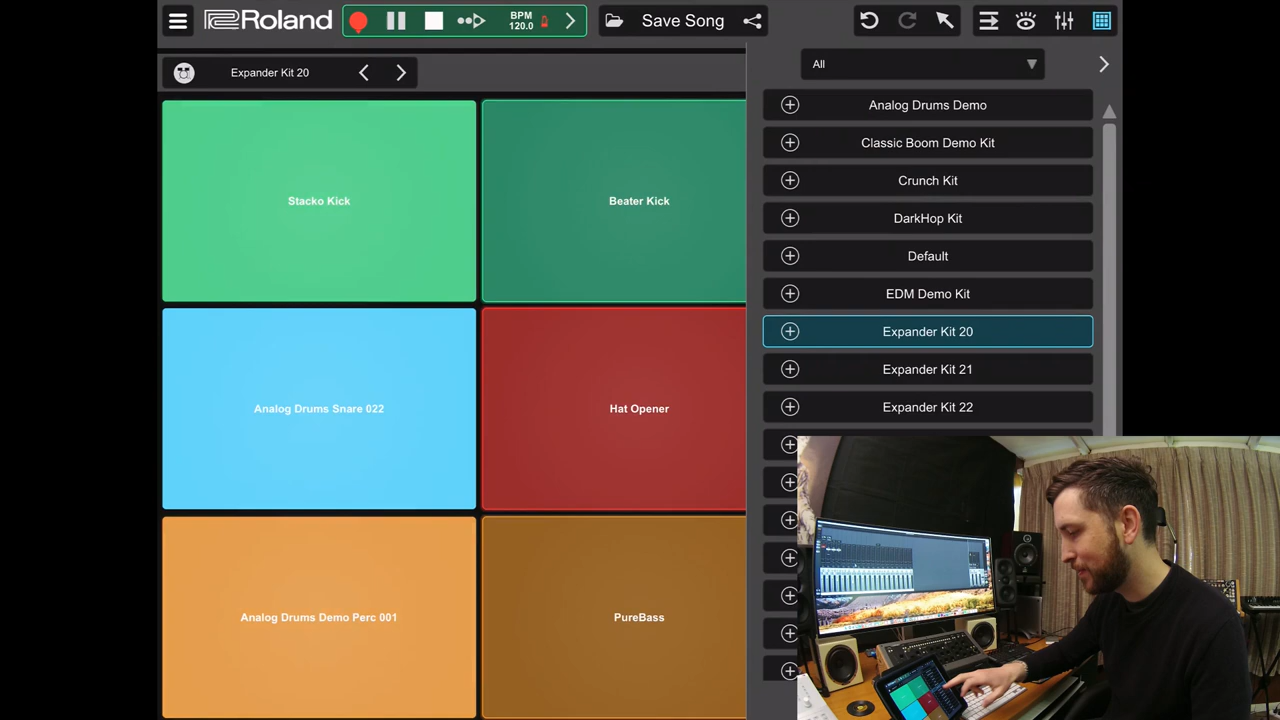 Roland
BPM
120.0
Save Song
Expander Kit 20
All
Analog Drums Demo
Classic Boom Demo Kit
Crunch Kit
DarkHop Kit
Default
EDM Demo Kit
Expander Kit 20
Expander Kit 21
Expander Kit 22
Stacko Kick
Beater Kick
Analog Drums Snare 022
Hat Opener
Analog Drums Demo Perc 001
PureBass